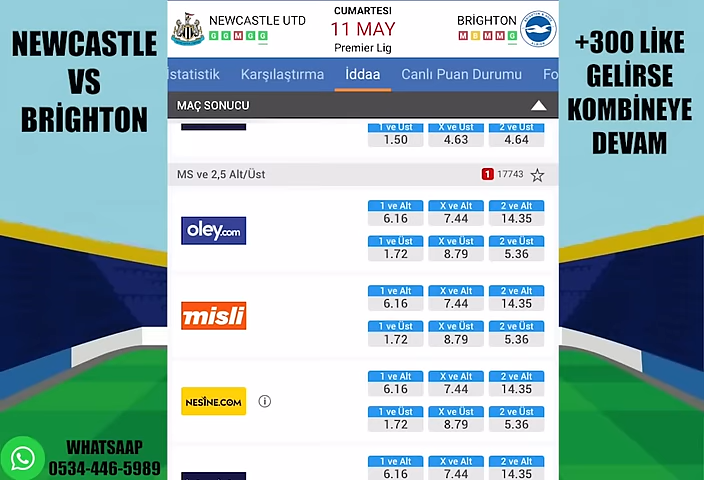 NEWCASTLE
VS
BRİGHTON
NEWCASTLE UTD
G G M G G
CUMARTESİ
11 MAY
Premier Lig
BRIGHTON
M B M M G
+300 LİKE
GELİRSE
KOMBİNEYE
DEVAM
istatistik Karşılaştırma İddaa Canlı Puan Durumu Fo
MAÇ SONUCU
1 ve Üst X ve Üst 2 ve Üst
1.50 4.63 4.64
MS ve 2,5 Alt/Üst 1 17743
oley.com
1 ve Alt X ve Alt 2 ve Alt
6.16 7.44 14.35
1 ve Üst X ve Üst 2 ve Üst
1.72 8.79 5.36
misli
1 ve Alt X ve Alt 2 ve Alt
6.16 7.44 14.35
1 ve Üst X ve Üst 2 ve Üst
1.72 8.79 5.36
NESİNE.COM
1 ve Alt X ve Alt 2 ve Alt
6.16 7.44 14.35
1 ve Üst X ve Üst 2 ve Üst
1.72 8.79 5.36
1 ve Alt X ve Alt 2 ve Alt
6.16 7.44 14.35
WHATSAAP
0534-446-5989